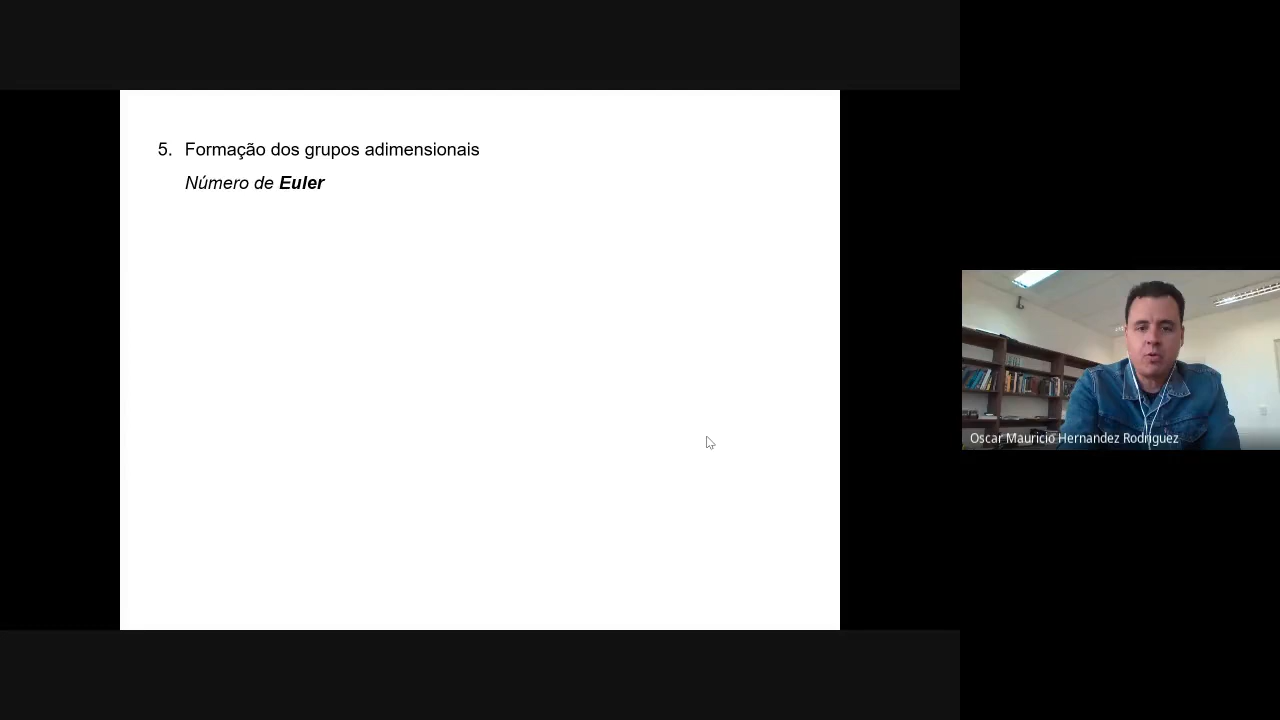 5. Formação dos grupos adimensionais
Número de Euler
Oscar Mauricio Hernandez Rodriguez